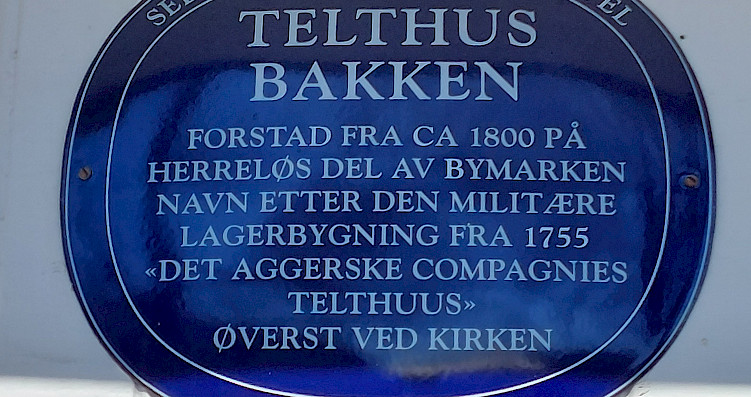 TELTHUS
BAKKEN
FORSTAD FRA CA 1800 PÅ
HERRELØS DEL AV BYMARKEN
NAVN ETTER DEN MILITÆRE
LAGERBYGNING FRA 1755
«DET AGGERSKE COMPAGNIES
TELTHUUS»
ØVERST VED KIRKEN